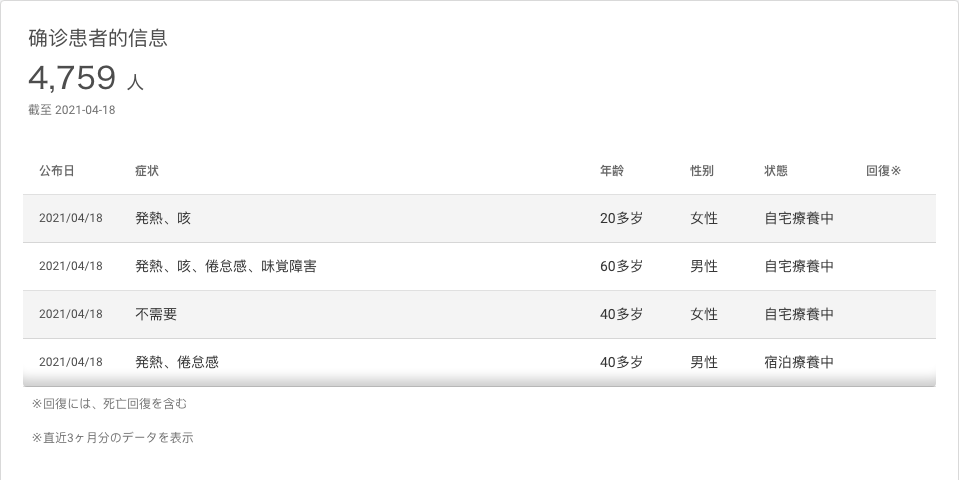 确诊患者的信息
4,759 人
截至 2021-04-18
公布日 症状 年齢 性别 状態 回復※
2021/04/18 発熱、咳 20多岁 女性 自宅療養中
2021/04/18 発熱、咳、倦怠感、味覚障害 60多岁 男性 自宅療養中
2021/04/18 不需要 40多岁 女性 自宅療養中
2021/04/18 発熱、倦怠感 40多岁 男性 宿泊療養中
※回復には、死亡回復を含む
※直近3ヶ月分のデータを表示